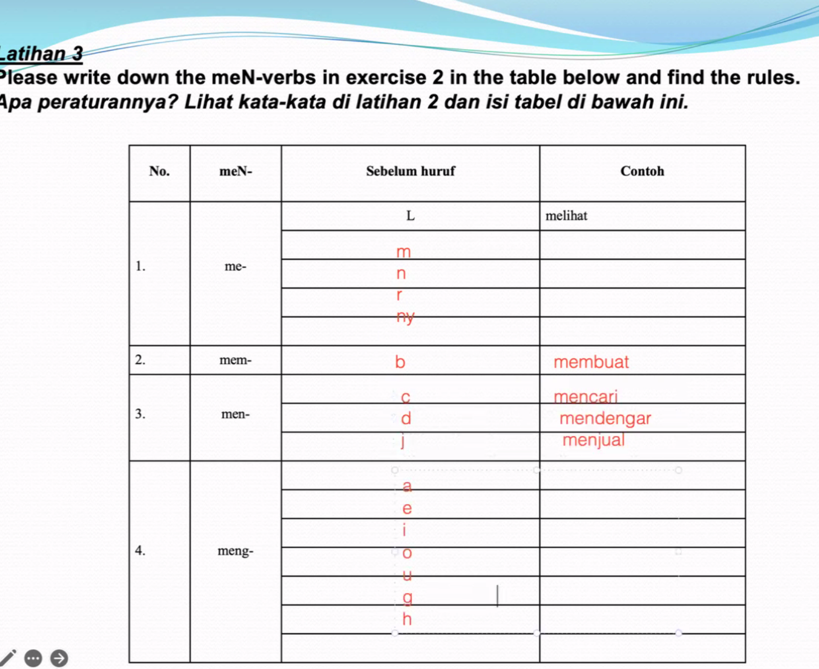 Latihan 3
Please write down the meN-verbs in exercise 2 in the table below and find the rules.
Apa peraturannya? Lihat kata-kata di latihan 2 dan isi tabel di bawah ini.
No. meN- Sebelum huruf Contoh
L melihat
m
1. me-
n
r
ny
2. mem- b membuat
c mencari
3. men- d mendengar
j menjual
a
e
i
4. meng- o
u
g
h